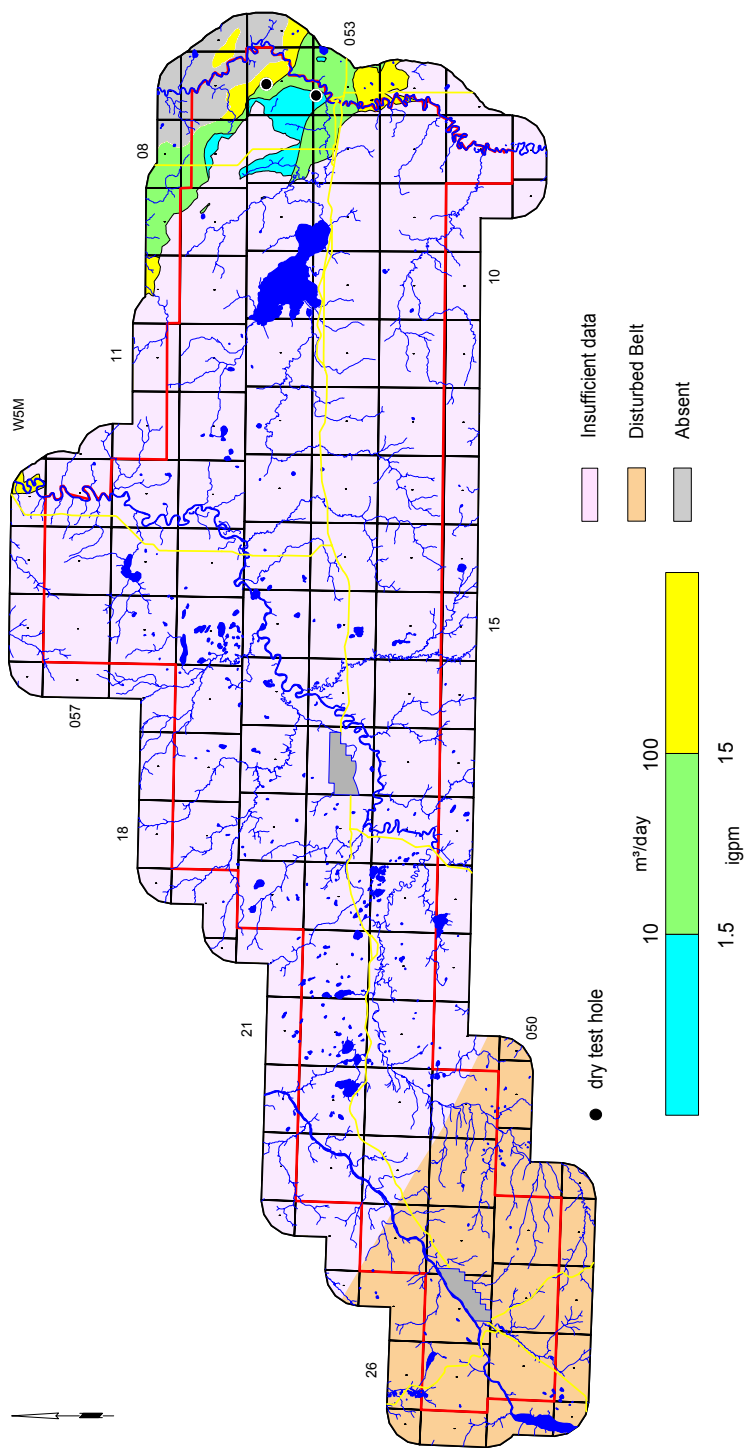 W5M
057
11
08
053
18
21
26
15
10
050
dry test hole
m³/day
10
100
1.5
15
igpm
Insufficient data
Disturbed Belt
Absent